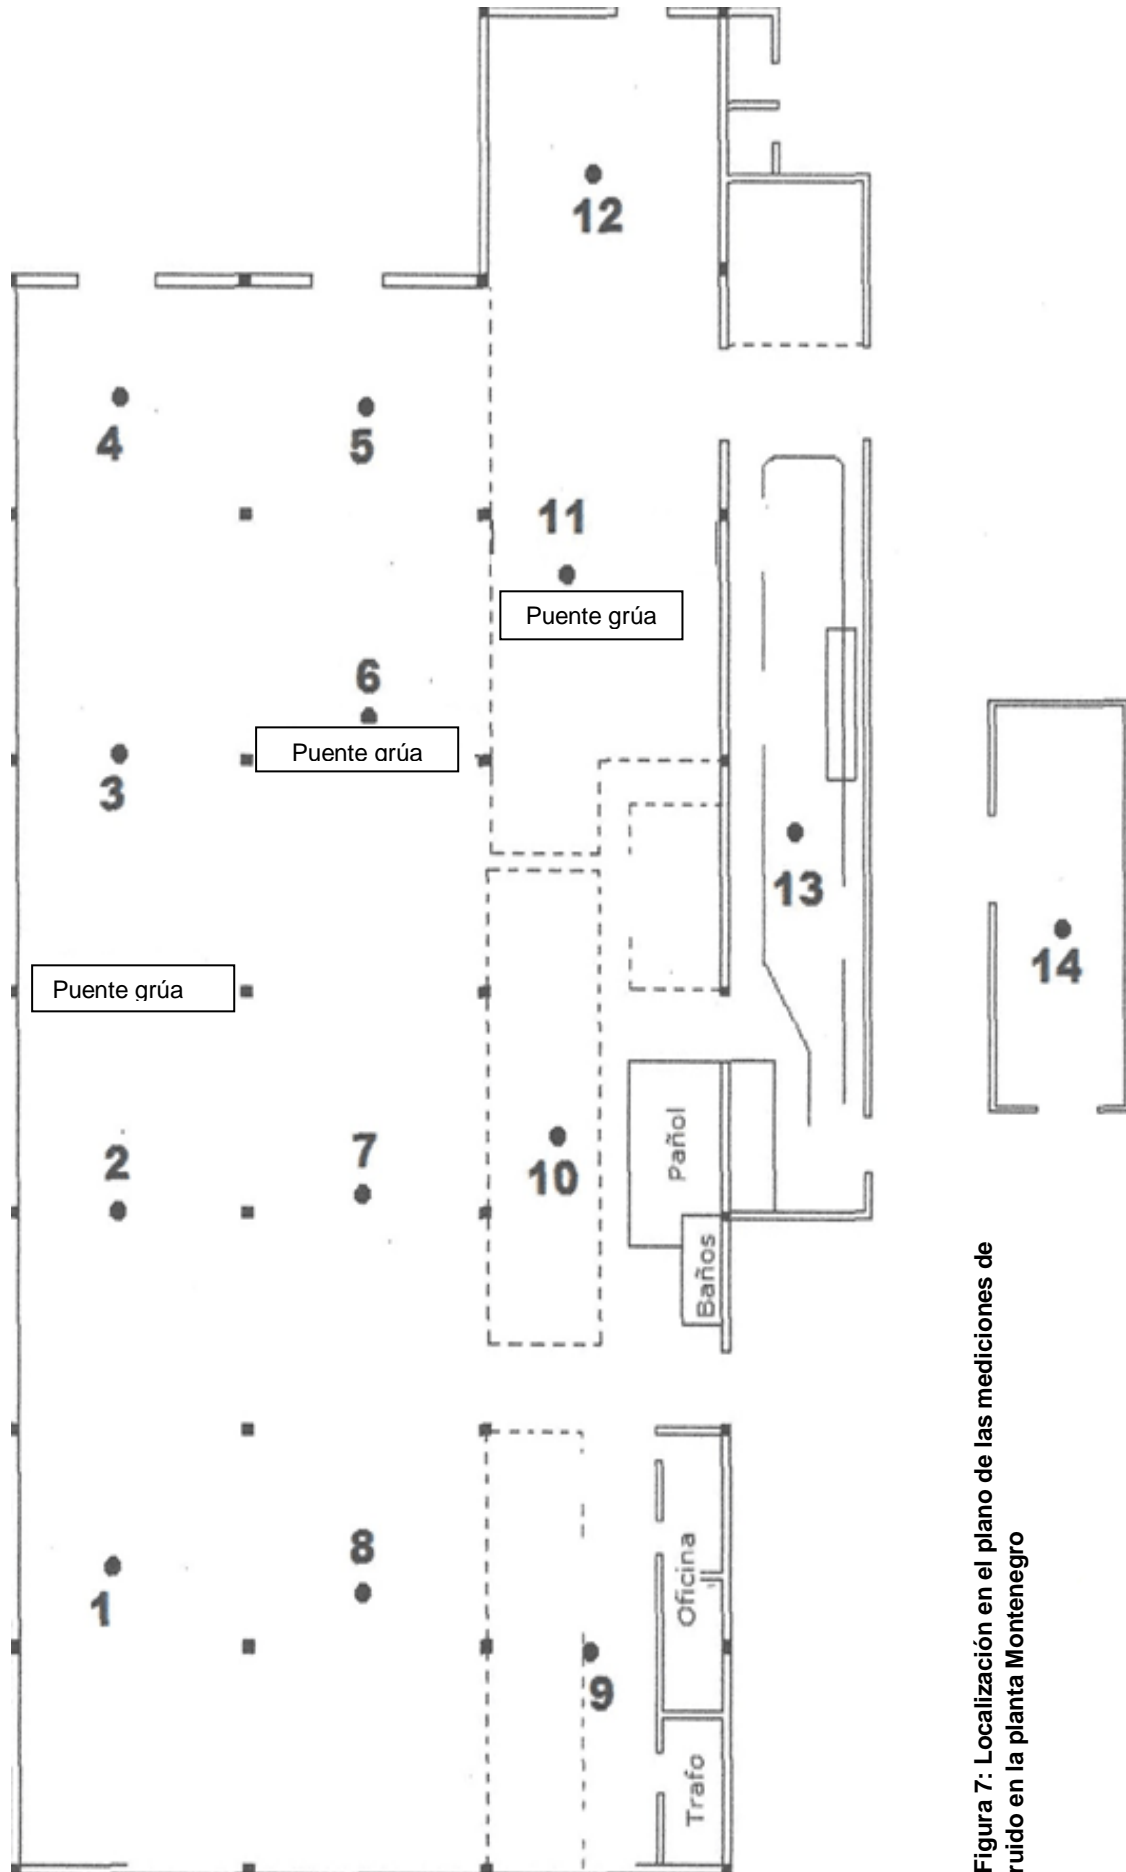 12
4
5
11
Puente grúa
6
Puente grúa
3
13
14
Puente grúa
Pañol
2
7
10
Baños
8
Oficina
1
9
Trafo
Figura 7: Localización en el plano de las mediciones de
ruido en la planta Montenegro